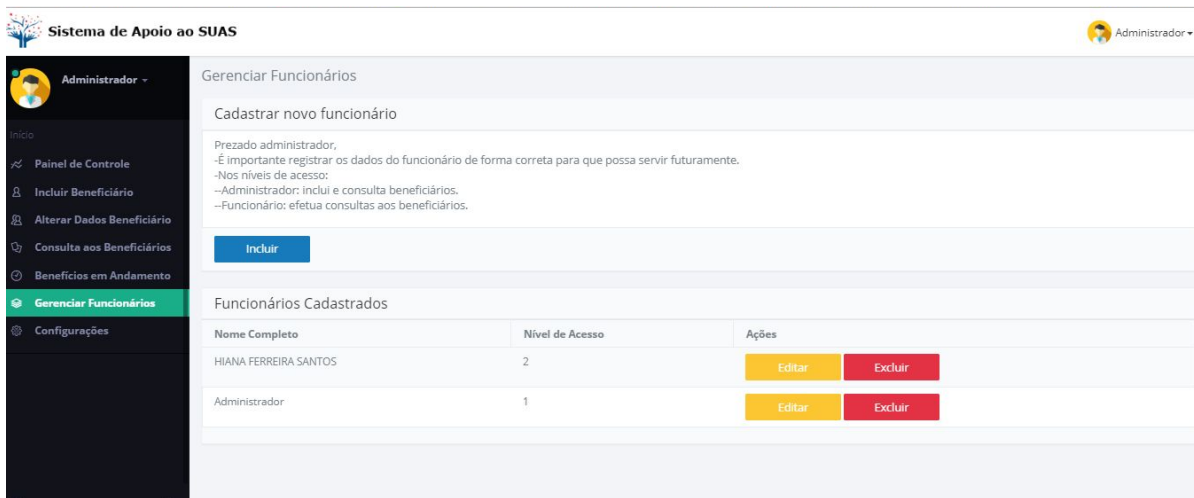 Sistema de Apoio ao SUAS
Administrador
Administrador
Início
Painel de Controle
Incluir Beneficiário
Alterar Dados Beneficiário
Consulta aos Beneficiários
Benefícios em Andamento
Gerenciar Funcionários
Configurações
Gerenciar Funcionários
Cadastrar novo funcionário
Prezado administrador,
-É importante registrar os dados do funcionário de forma correta para que possa servir futuramente.
-Nos níveis de acesso:
--Administrador: inclui e consulta beneficiários.
--Funcionário: efetua consultas aos beneficiários.
Incluir
Funcionários Cadastrados
Nome Completo Nível de Acesso Ações
HIANA FERREIRA SANTOS 2 Editar Excluir
Administrador 1 Editar Excluir